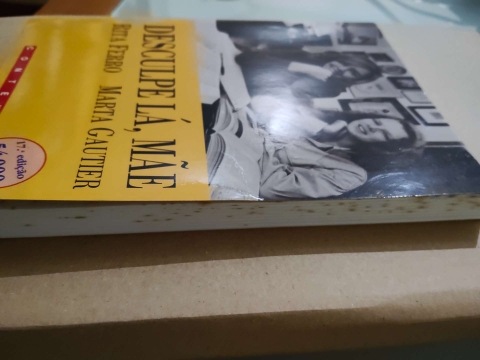 DESCULPE LÁ, MÃE
RITA FERRO MARTA GAUTIER
17.ª edição